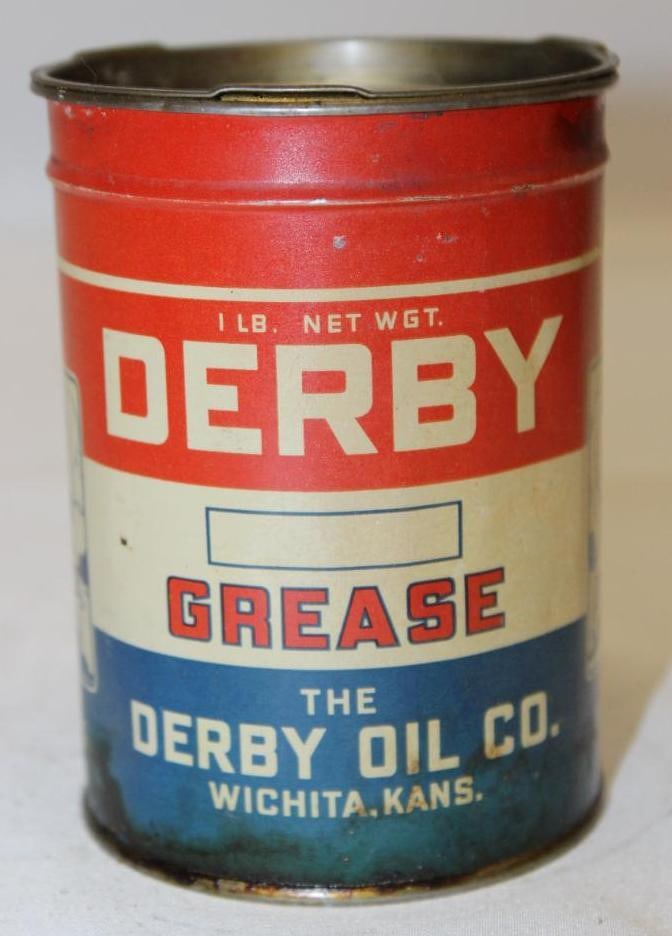 1 LB. NET WGT.
DERBY
GREASE
THE
DERBY OIL CO.
WICHITA, KANS.